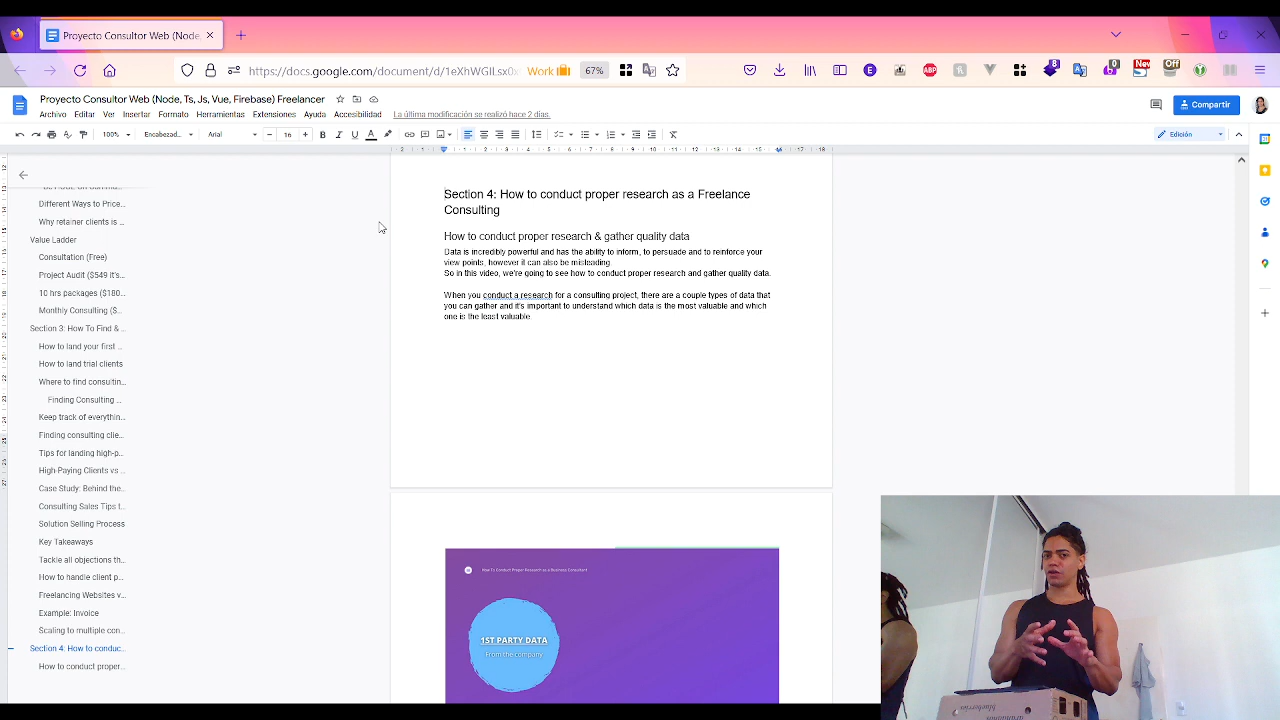 Proyecto Consultor Web (Node,
https://docs.google.com/document/d/1eXhWGILsx0x
Work
67%
New
Off
Proyecto Consultor Web (Node, Ts, Js, Vue, Firebase) Freelancer
Archivo Editar Ver Insertar Formato Herramientas Extensiones Ayuda Accesibilidad La última modificación se realizó hace 2 días.
Compartir
100% Encabezad... Arial 16
Edición
Different Ways to Price...
Why retainer clients is ...
Value Ladder
Consultation (Free)
Project Audit ($549 it's...
10 hrs packages ($180...
Monthly Consulting ($...
Section 3: How To Find & ...
How to land your first ...
How to land trial clients
Where to find consultin...
Finding Consulting ...
Keep track of everythin...
Finding consulting clie...
Tips for landing high-p...
High-Paying Clients vs ...
Case Study: Behind the...
Consulting Sales Tips t...
Solution Selling Process
Key Takeaways
Tackle all objections th...
How to handle client p...
Freelancing Websites v...
Example: Invoice
Scaling to multiple con...
Section 4: How to conduc...
How to conduct proper...
Section 4: How to conduct proper research as a Freelance
Consulting
How to conduct proper research & gather quality data
Data is incredibly powerful and has the ability to inform, to persuade and to reinforce your
view points, however it can also be misleading.
So in this video, we're going to see how to conduct proper research and gather quality data.
When you conduct a research for a consulting project, there are a couple types of data that
you can gather and it's important to understand which data is the most valuable and which
one is the least valuable
How To Conduct Proper Research as a Business Consultant
1ST PARTY DATA
From the company